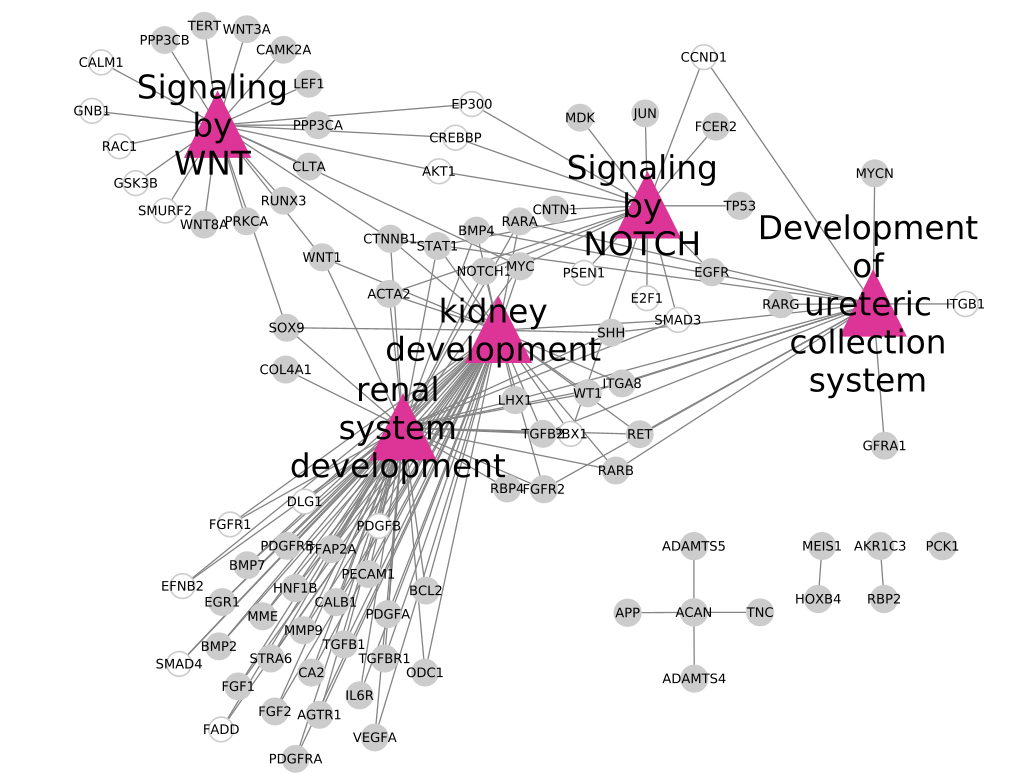 TERT
WNT3A
PPP3CB
CAMK2A
CALM1
CCND1
LEF1
Signaling
by
WNT
GNB1
EP300
PPP3CA
MDK
JUN
FCER2
CREBBP
RAC1
CLTA
AKT1
Signaling
by
NOTCH
MYCN
GSK3B
RUNX3
SMURF2
WNT8A
PRKCA
CNTN1
TP53
RARA
BMP4
Development
of
ureteric
collection
system
CTNNB1
STAT1
WNT1
NOTCH1
MYC
PSEN1
EGFR
ACTA2
E2F1
RARG
ITGB1
SMAD3
kidney
development
SOX9
SHH
COL4A1
ITGA8
WT1
LHX1
renal
system
development
TGFB2
PBX1
RET
GFRA1
RARB
RBP4
FGFR2
DLG1
FGFR1
PDGFB
PDGFRB
TFAP2A
ADAMTS5
MEIS1
AKR1C3
PCK1
BMP7
PECAM1
EFNB2
HNF1B
BCL2
EGR1
CALB1
HOXB4
RBP2
MME
PDGFA
APP
ACAN
TNC
MMP9
BMP2
TGFB1
SMAD4
STRA6
TGFBR1
CA2
ODC1
ADAMTS4
FGF1
IL6R
FGF2
AGTR1
FADD
VEGFA
PDGFRA